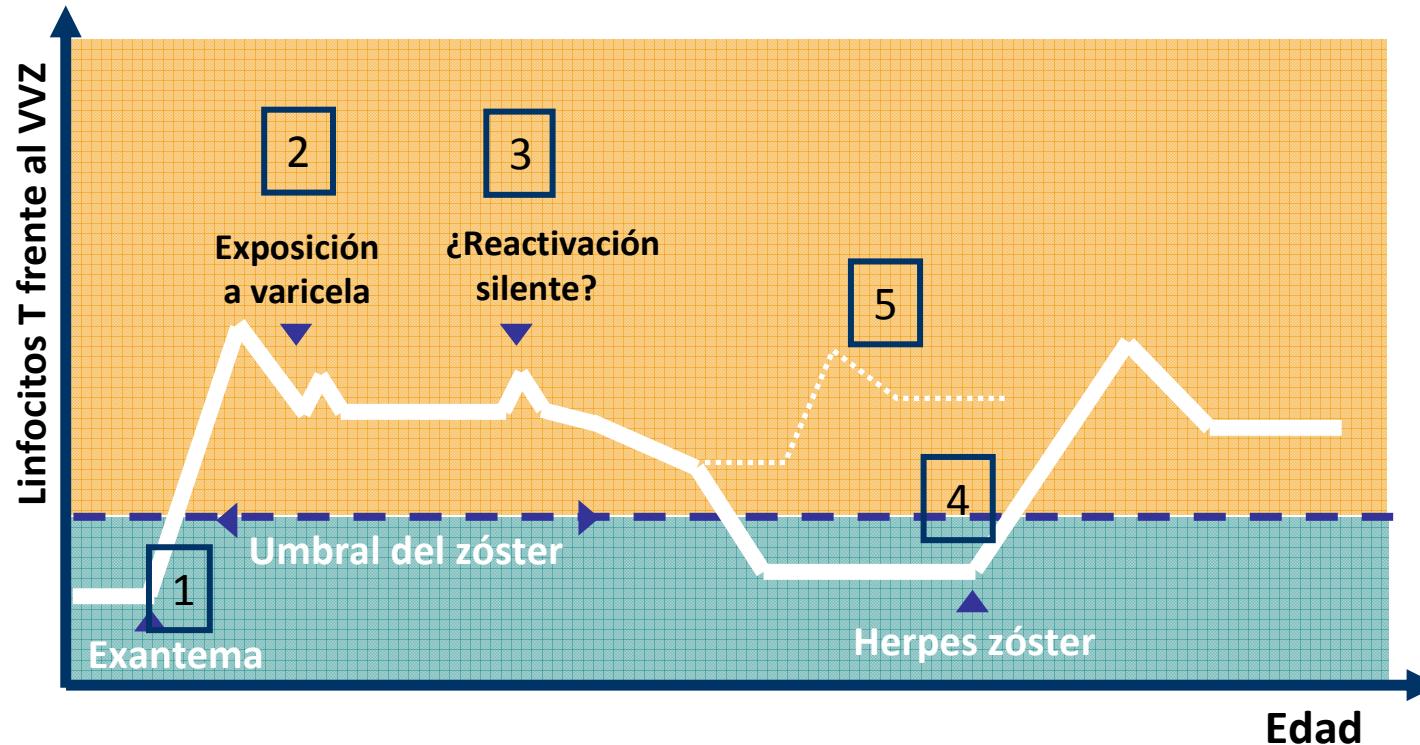 Linfocitos T frente al VVZ
2
3
Exposición
a varicela
¿Reactivación
silente?
5
4
Umbral del zóster
1
Exantema
Herpes zóster
Edad